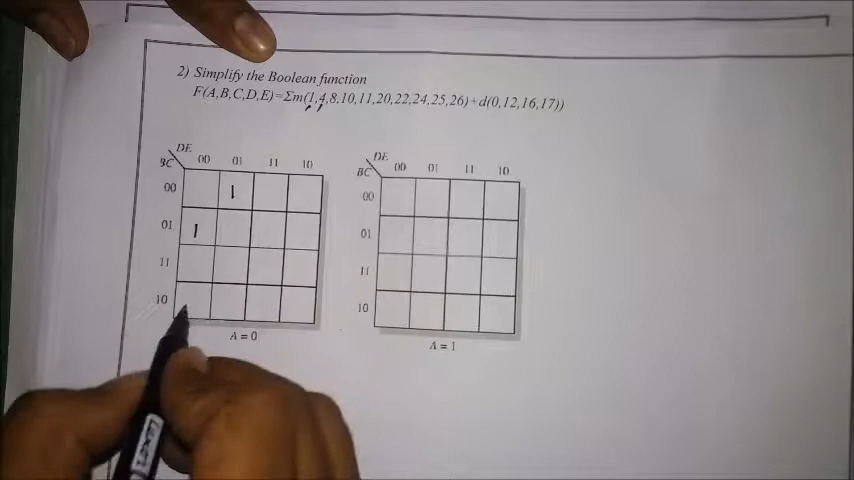 2) Simplify the Boolean function
F(A,B,C,D,E)=Σm(1,4,8,10,11,20,22,24,25,26)+d(0,12,16,17))
DE
BC 00 01 11 10
00 1
01 1
11
10
A = 0
DE
BC 00 01 11 10
00
01
11
10
A = 1